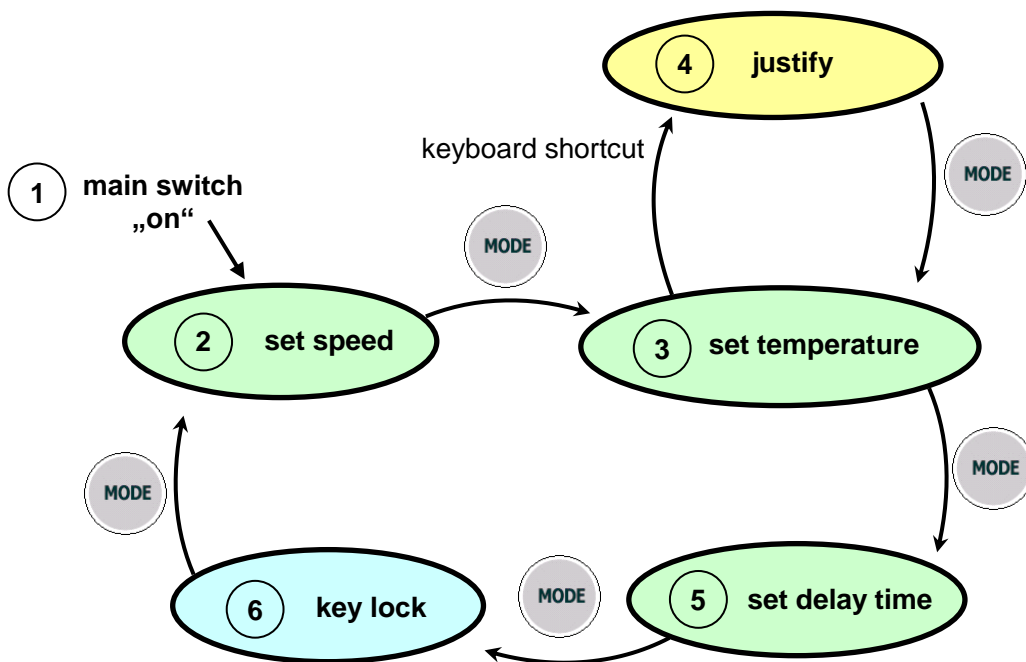 4 justify
keyboard shortcut
MODE
1 main switch
„on“
MODE
2 set speed
3 set temperature
MODE
MODE
MODE
6 key lock
5 set delay time